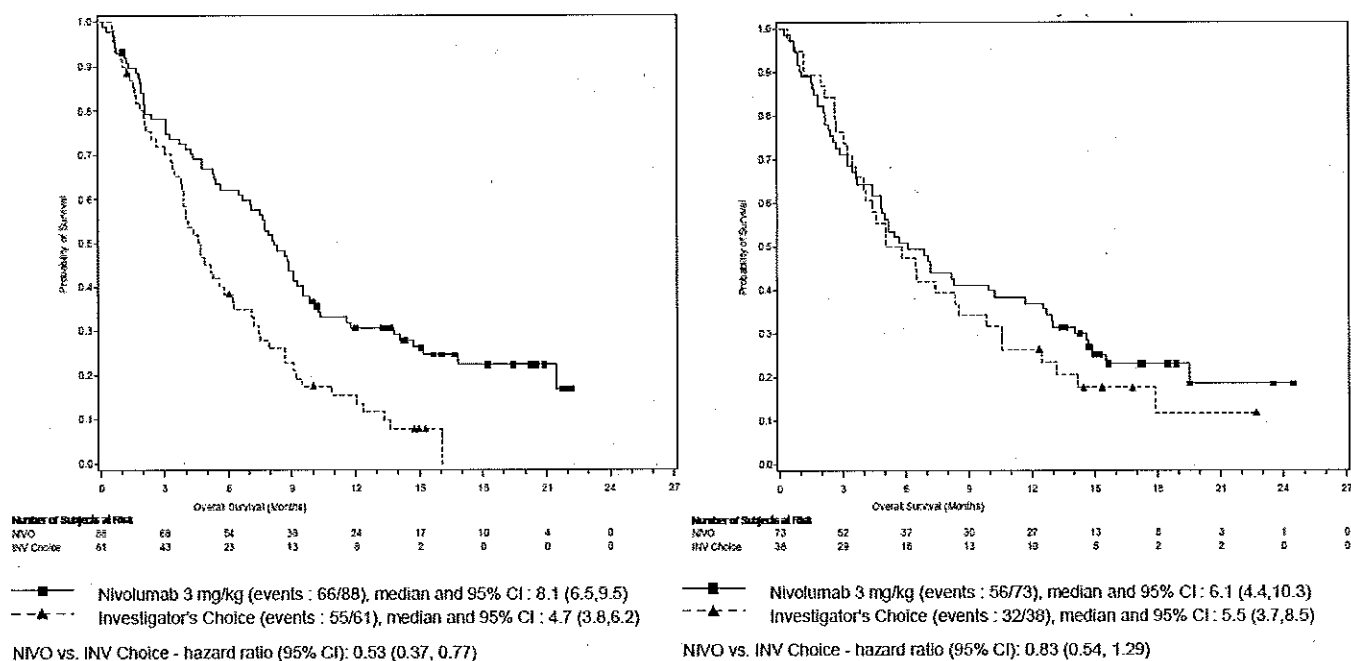 1.0
0.9
0.8
0.7
0.6
0.5
0.4
0.3
0.2
0.1
0.0
Probability of Survival
0 3 6 9 12 15 18 21 24 27
Overall Survival (Months)
Number of Subjects at Risk
NIVO 88 54 24 17 10 4 0
INV Choice 61 43 23 13 2 0 0 0
Nivolumab 3 mg/kg (events : 66/88), median and 95% CI : 8.1 (6.5,9.5)
Investigator's Choice (events : 55/61), median and 95% CI : 4.7 (3.8,6.2)
NIVO vs. INV Choice - hazard ratio (95% CI): 0.53 (0.37, 0.77)
1.0
0.9
0.8
0.7
0.6
0.5
0.4
0.3
0.2
0.1
0.0
Probability of Survival
0 3 6 9 12 15 18 21 24 27
Overall Survival (Months)
Number of Subjects at Risk
NIVO 73 52 37 30 27 13 3 1 0
INV Choice 38 29 13 10 5 2 2 0 0
Nivolumab 3 mg/kg (events : 56/73), median and 95% CI : 6.1 (4.4,10.3)
Investigator's Choice (events : 32/38), median and 95% CI : 5.5 (3.7,8.5)
NIVO vs. INV Choice - hazard ratio (95% CI): 0.83 (0.54, 1.29)